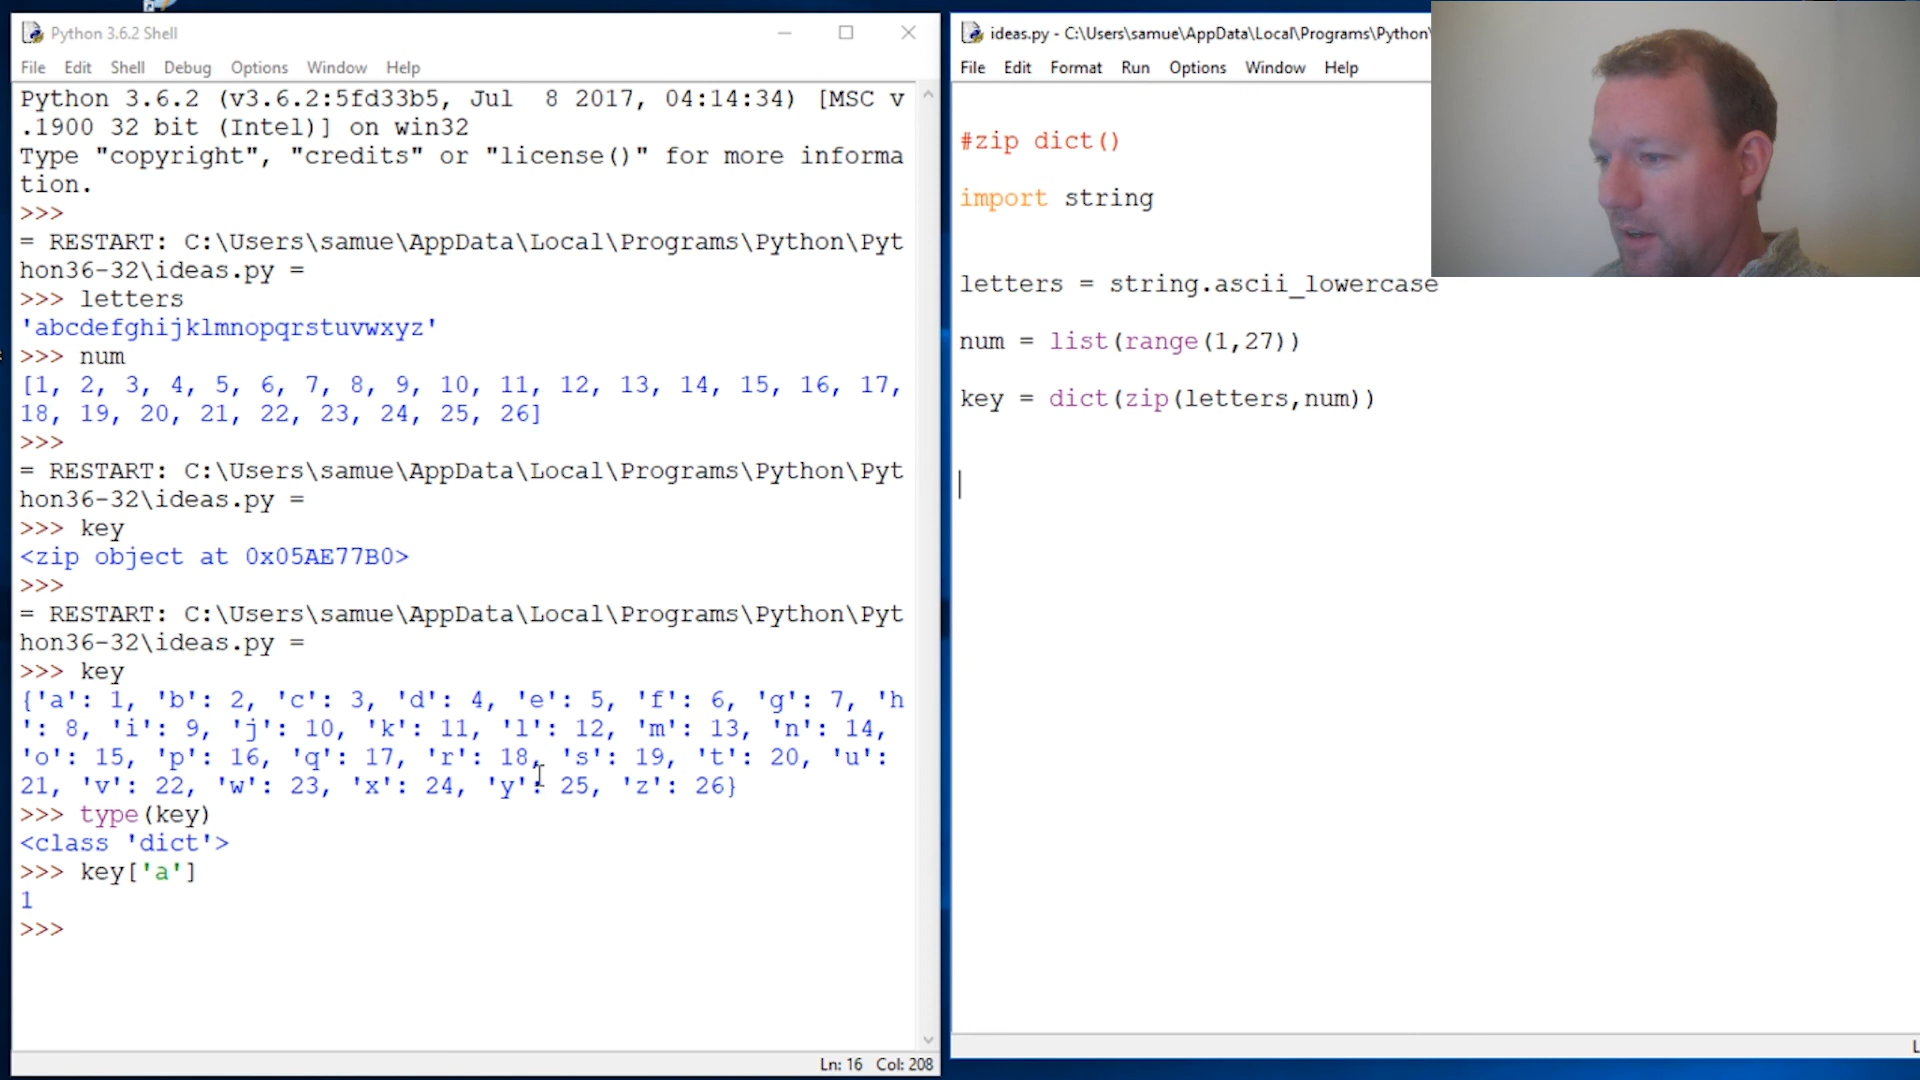 Python 3.6.2 Shell
File Edit Shell Debug Options Window Help
Python 3.6.2 (v3.6.2:5fd33b5, Jul  8 2017, 04:14:34) [MSC v
.1900 32 bit (Intel)] on win32
Type "copyright", "credits" or "license()" for more informa
tion.
>>>
= RESTART: C:\Users\samue\AppData\Local\Programs\Python\Pyt
hon36-32\ideas.py =
>>> letters
'abcdefghijklmnopqrstuvwxyz'
>>> num
[1, 2, 3, 4, 5, 6, 7, 8, 9, 10, 11, 12, 13, 14, 15, 16, 17,
18, 19, 20, 21, 22, 23, 24, 25, 26]
>>>
= RESTART: C:\Users\samue\AppData\Local\Programs\Python\Pyt
hon36-32\ideas.py =
>>> key
<zip object at 0x05AE77B0>
>>>
= RESTART: C:\Users\samue\AppData\Local\Programs\Python\Pyt
hon36-32\ideas.py =
>>> key
{'a': 1, 'b': 2, 'c': 3, 'd': 4, 'e': 5, 'f': 6, 'g': 7, 'h
': 8, 'i': 9, 'j': 10, 'k': 11, 'l': 12, 'm': 13, 'n': 14,
'o': 15, 'p': 16, 'q': 17, 'r': 18, 's': 19, 't': 20, 'u':
21, 'v': 22, 'w': 23, 'x': 24, 'y': 25, 'z': 26}
>>> type(key)
<class 'dict'>
>>> key['a']
1
>>>
Ln: 16 Col: 208
ideas.py - C:\Users\samue\AppData\Local\Programs\Python\
File Edit Format Run Options Window Help
#zip dict()
import string
letters = string.ascii_lowercase
num = list(range(1,27))
key = dict(zip(letters,num))